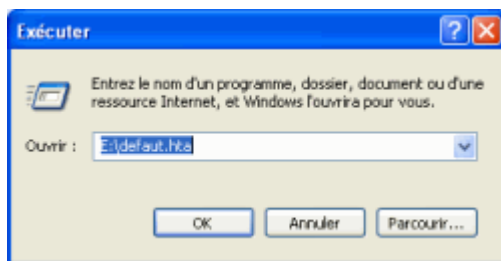 Exécuter
Entrez le nom d'un programme, dossier, document ou d'une
ressource Internet, et Windows l'ouvrira pour vous.
Ouvrir : E:\defaut.hta
OK Annuler Parcourir...